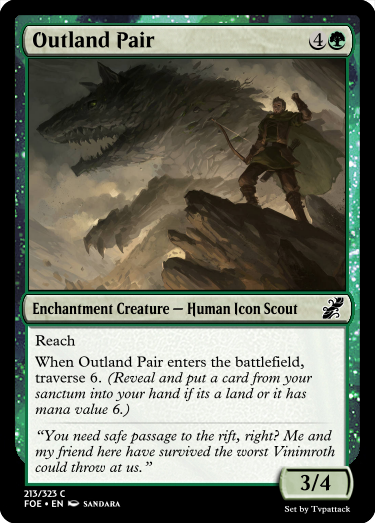 Outland Pair 4
Enchantment Creature — Human Icon Scout
Reach
When Outland Pair enters the battlefield,
traverse 6. (Reveal and put a card from your
sanctum into your hand if its a land or it has
mana value 6.)
"You need safe passage to the rift, right? Me and
my friend here have survived the worst Vinimroth
could throw at us."
3/4
213/323 C
FOE • EN SANDARA
Set by Tvpattack